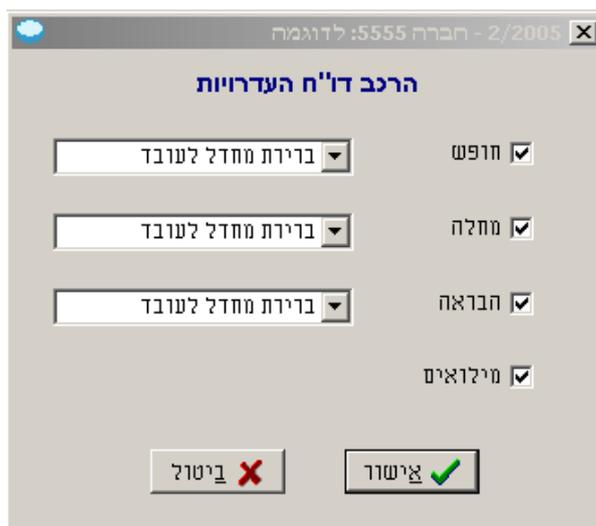 2/2005 - חברה 5555: לדוגמה
הרכב דו''ח העדרויות
חופש
ברירת מחדל לעובד
מחלה
ברירת מחדל לעובד
הבראה
ברירת מחדל לעובד
מילואים
אישור
ביטול